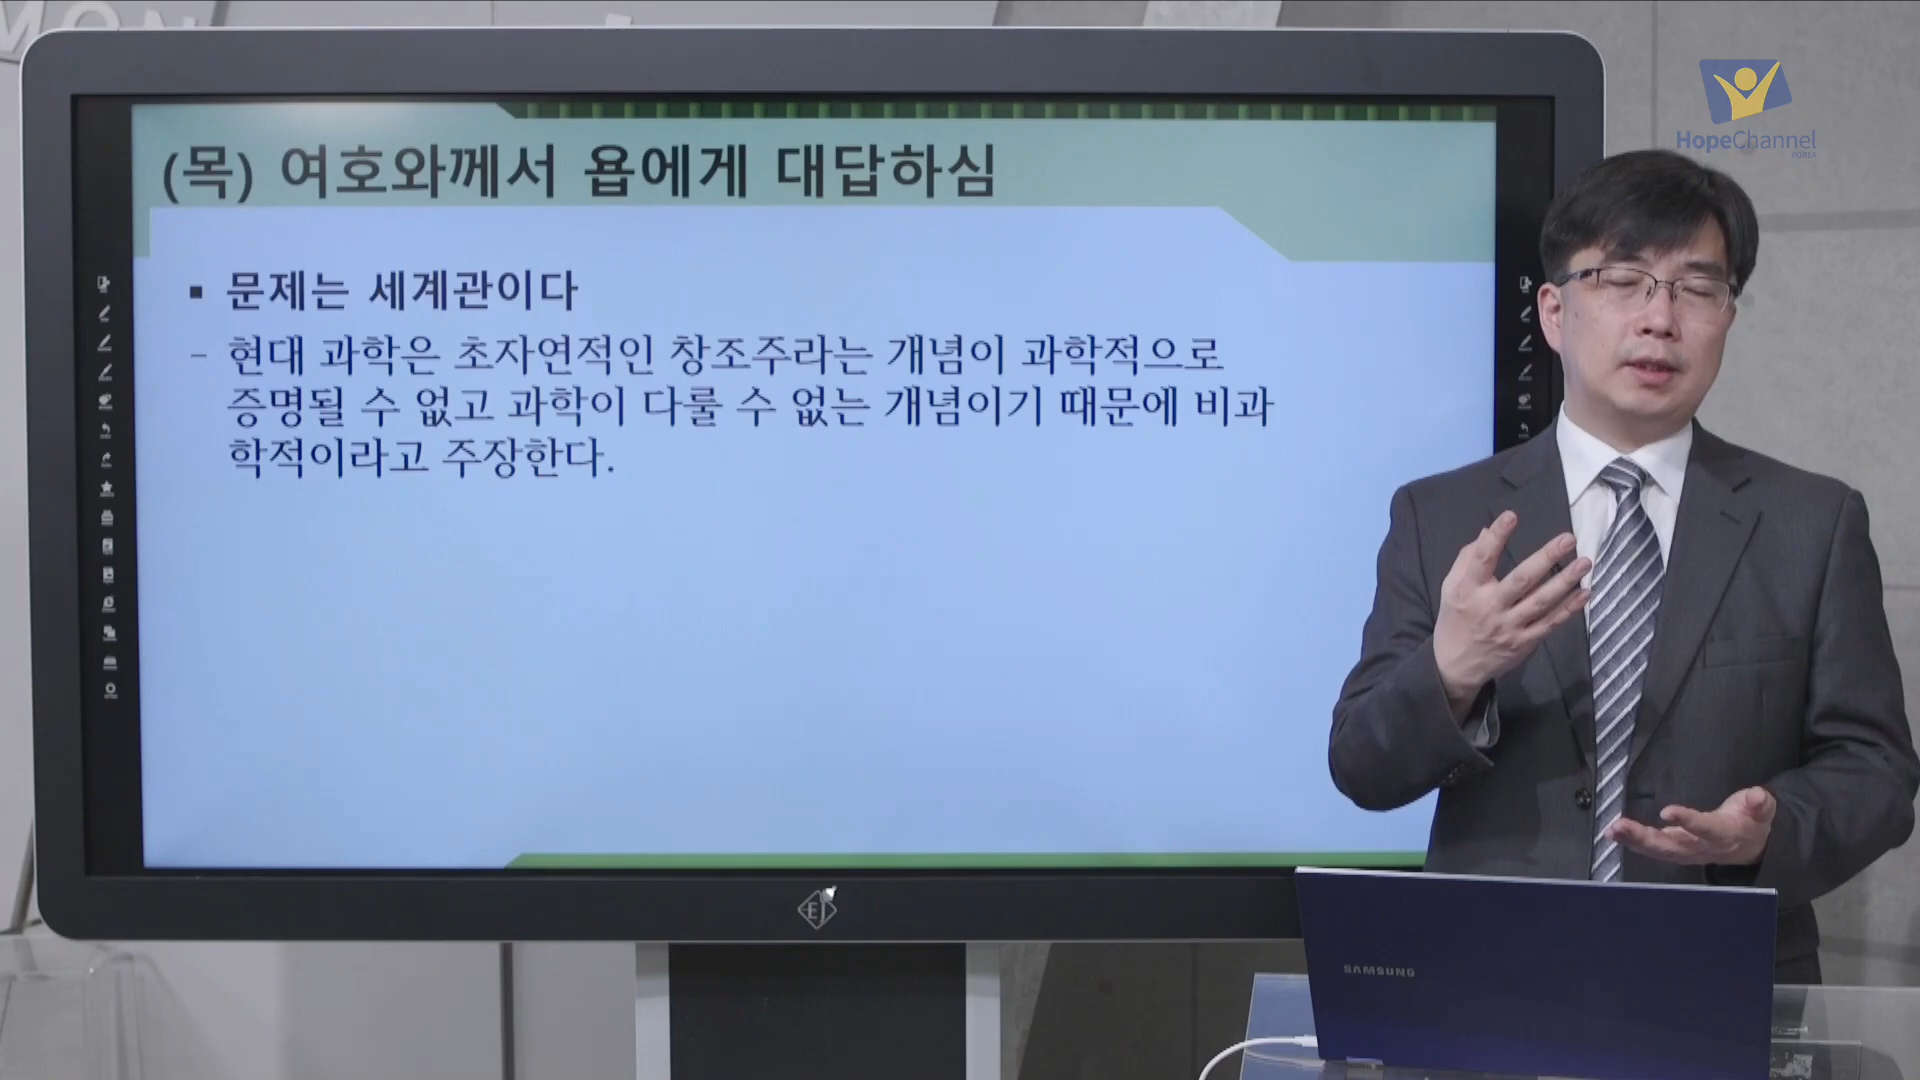 MON
HopeChannel
KOREA
(목) 여호와께서 욥에게 대답하심
▪ 문제는 세계관이다
– 현대 과학은 초자연적인 창조주라는 개념이 과학적으로
증명될 수 없고 과학이 다룰 수 없는 개념이기 때문에 비과
학적이라고 주장한다.
EJ
SAMSUNG